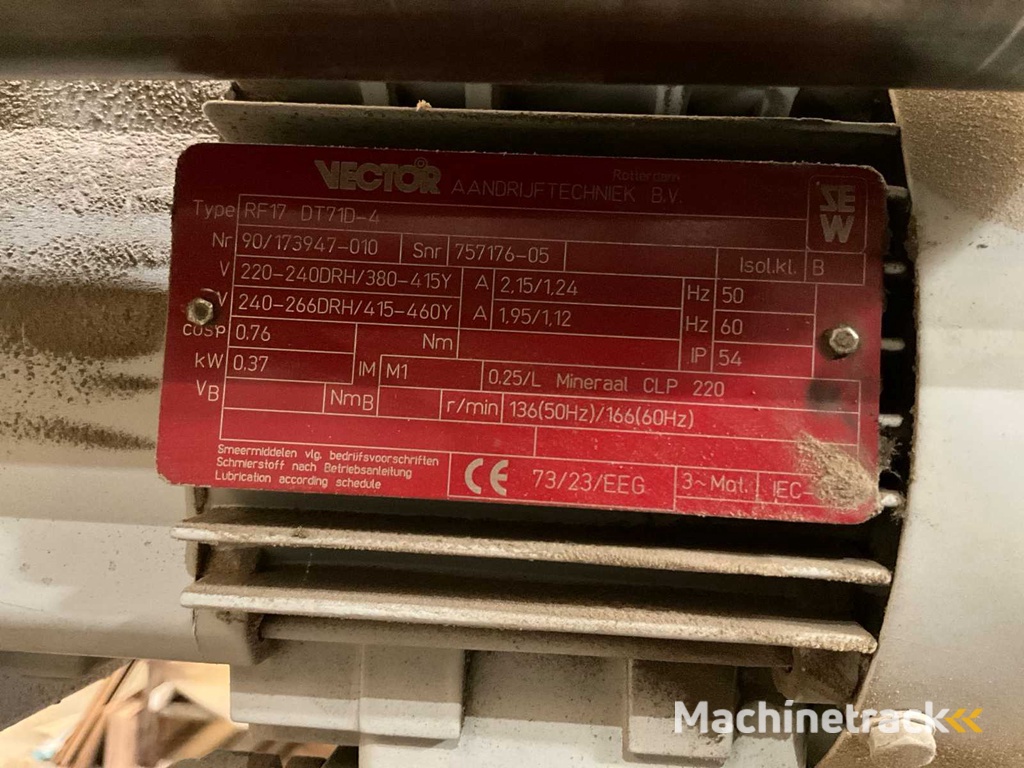 VECTOR AANDRIJFTECHNIEK B.V. Rotterdam
SEW
Type RF17 DT71D-4
Nr 90/173947-010 Snr 757176-05 Isol.kl. B
V 220-240DRH/380-415Y A 2,15/1,24 Hz 50
V 240-266DRH/415-460Y A 1,95/1,12 Hz 60
cosφ 0.76 Nm IP 54
kW 0.37 IM M1 0.25/L Mineraal CLP 220
VB NmB r/min 136(50Hz)/166(60Hz)
Smeermiddelen vlg. bedrijfsvoorschriften
Schmierstoff nach Betriebsanleitung
Lubrication according schedule
CE 73/23/EEG 3~Mot. IEC-
Machinetrack